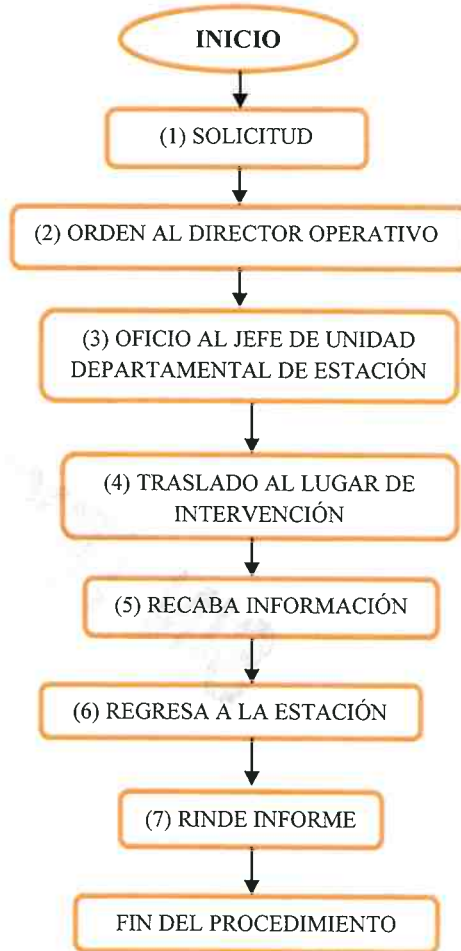 INICIO
(1) SOLICITUD
(2) ORDEN AL DIRECTOR OPERATIVO
(3) OFICIO AL JEFE DE UNIDAD
DEPARTAMENTAL DE ESTACIÓN
(4) TRASLADO AL LUGAR DE
INTERVENCIÓN
(5) RECABA INFORMACIÓN
(6) REGRESA A LA ESTACIÓN
(7) RINDE INFORME
FIN DEL PROCEDIMIENTO